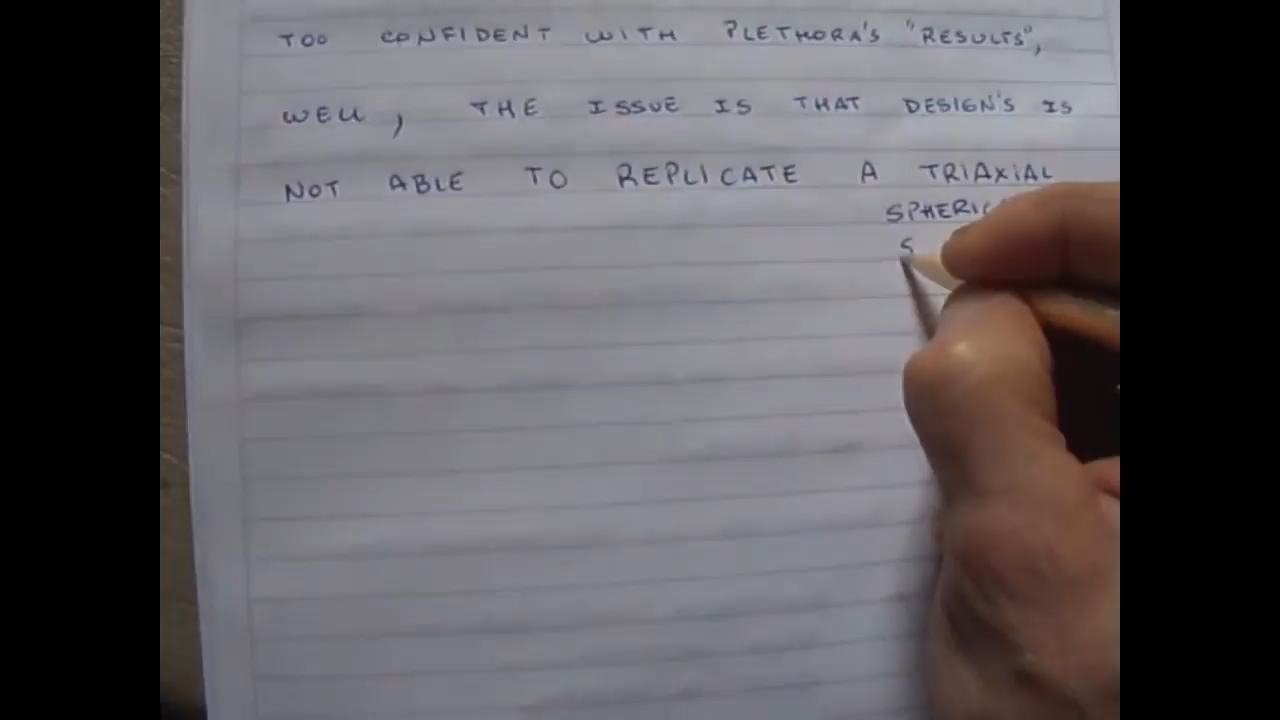 TOO CONFIDENT WITH PLETHORA'S "RESULTS",
WELL, THE ISSUE IS THAT DESIGN'S IS
NOT ABLE TO REPLICATE A TRIAXIAL
S